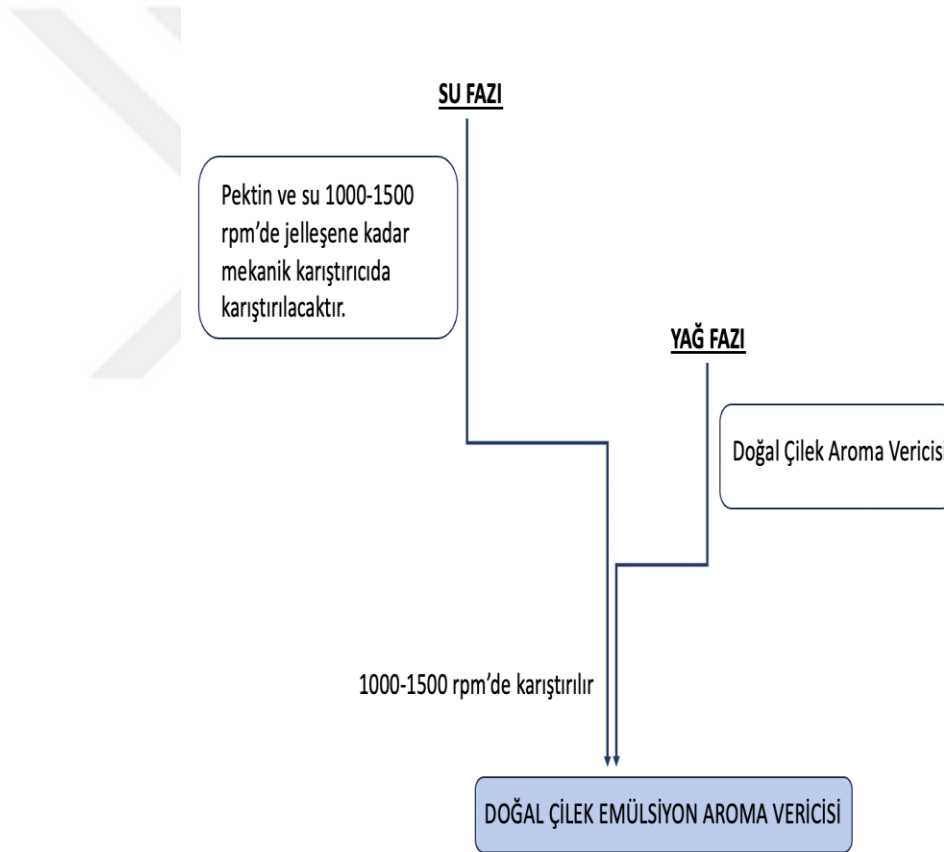 SU FAZI
Pektin ve su 1000-1500
rpm’de jelleşene kadar
mekanik karıştırıcıda
karıştırılacaktır.
YAĞ FAZI
Doğal Çilek Aroma Vericisi
1000-1500 rpm’de karıştırılır
DOĞAL ÇİLEK EMÜLSİYON AROMA VERİCİSİ